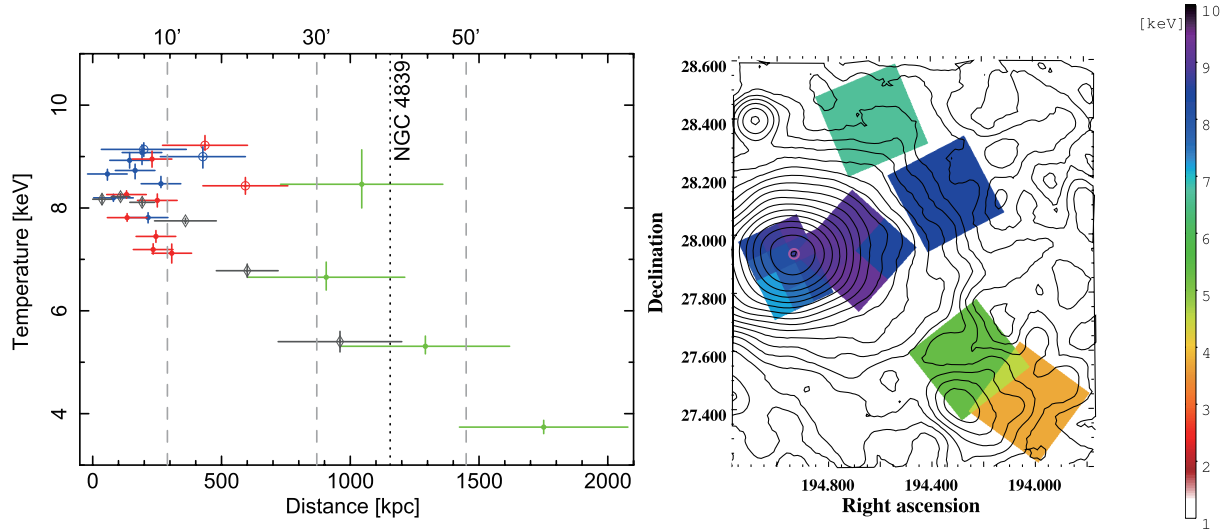 10' 30' 50'
NGC 4839
Temperature [keV]
10
8
6
4
0 500 1000 1500 2000
Distance [kpc]
28.600
28.400
28.200
28.000
27.800
27.600
27.400
Declination
194.800 194.400 194.000
Right ascension
[keV]
10
9
8
7
6
5
4
3
2
1